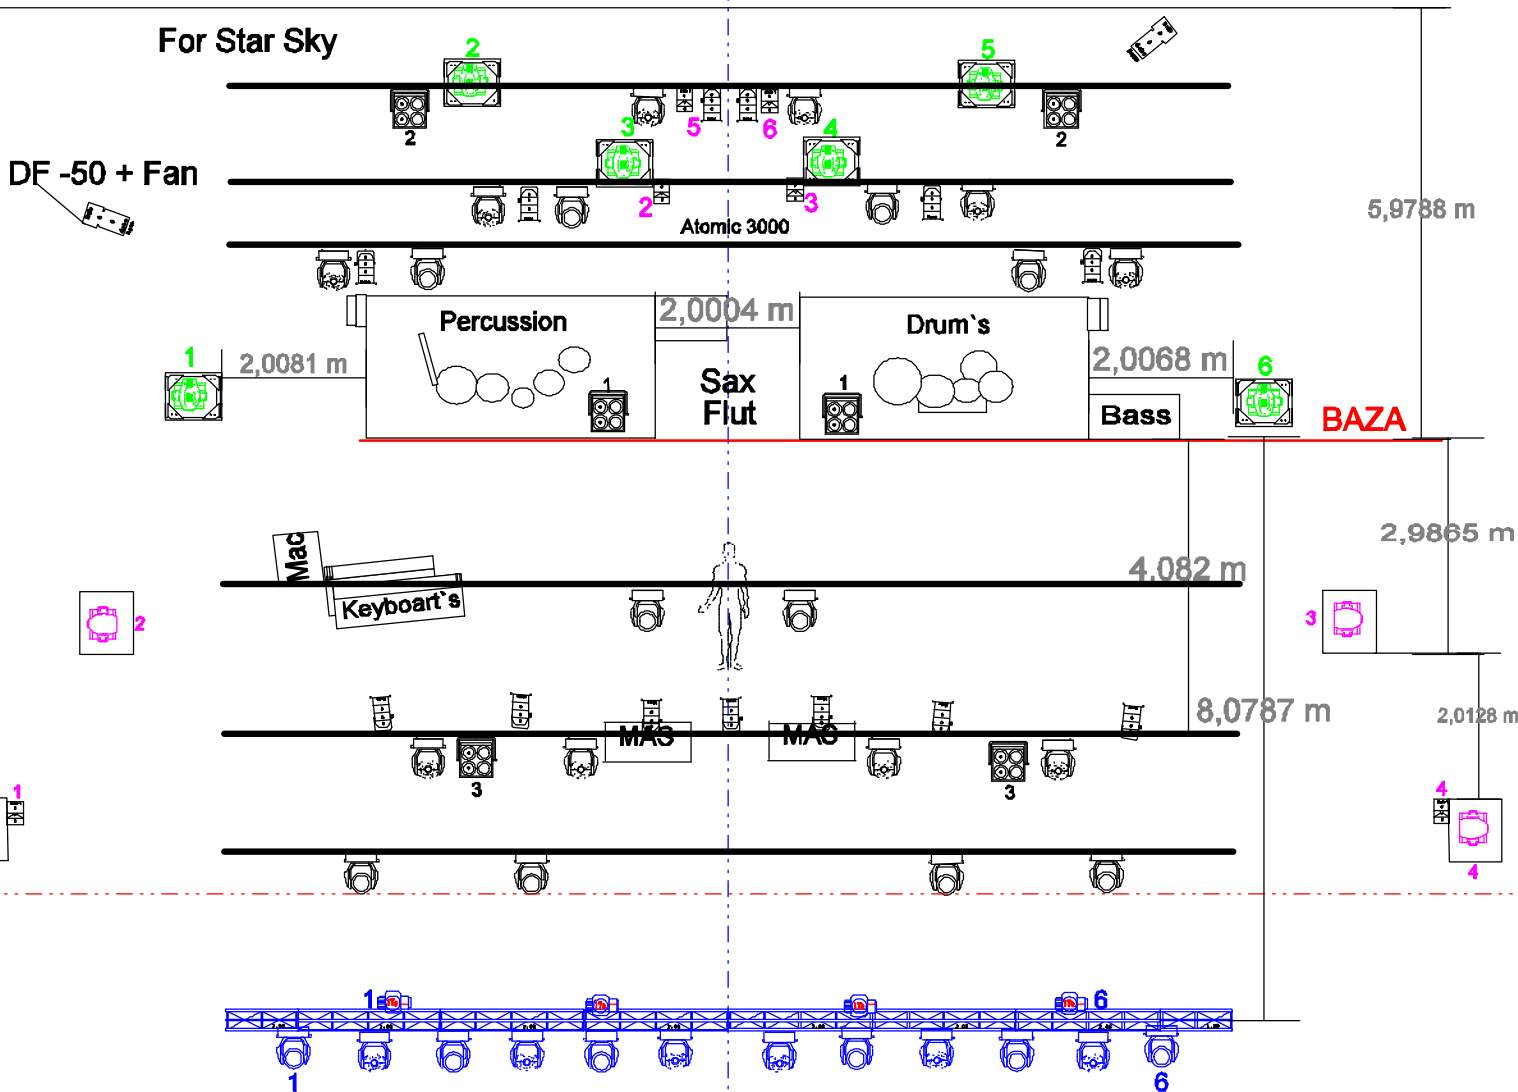 For Star Sky
2
5
2
5
6
2
3
4
DF -50 + Fan
2
3
5,9788 m
Atomic 3000
Percussion
2,0004 m
Drum`s
1
2,0081 m
2,0068 m
6
1
Sax
Flut
1
Bass
BAZA
Mac
2,9865 m
4.082 m
Keyboart`s
2
3
8,0787 m
2,0128 m
MAS
MAS
3
3
1
4
4
1
6
1
6